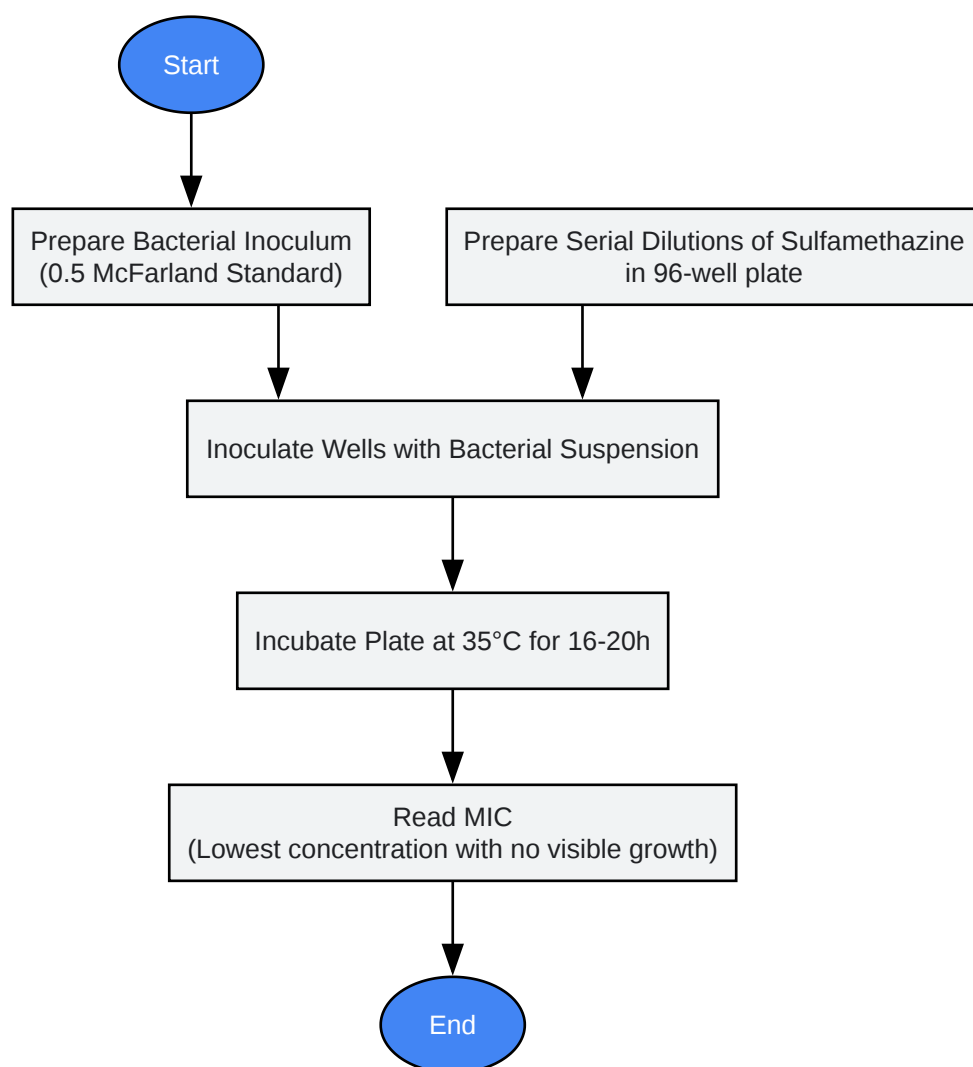 Start
Prepare Bacterial Inoculum
(0.5 McFarland Standard)
Prepare Serial Dilutions of Sulfamethazine
in 96-well plate
Inoculate Wells with Bacterial Suspension
Incubate Plate at 35°C for 16-20h
Read MIC
(Lowest concentration with no visible growth)
End